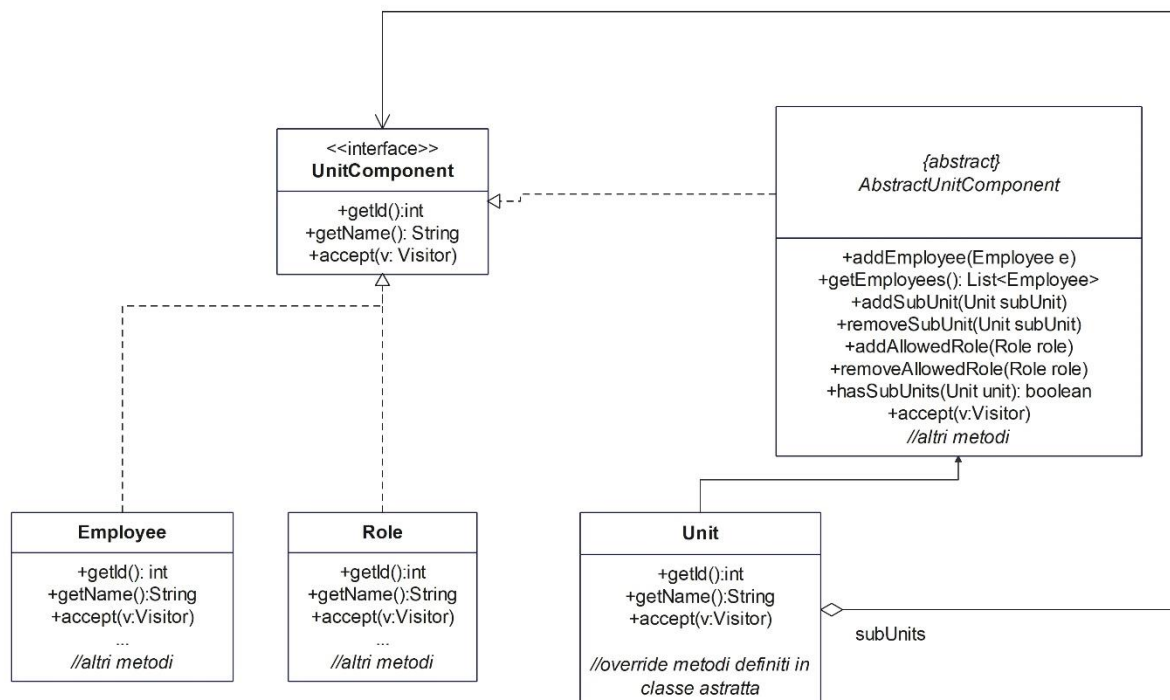 <<interface>>
UnitComponent
+getId():int
+getName(): String
+accept(v: Visitor)
{abstract}
AbstractUnitComponent
+addEmployee(Employee e)
+getEmployees(): List<Employee>
+addSubUnit(Unit subUnit)
+removeSubUnit(Unit subUnit)
+addAllowedRole(Role role)
+removeAllowedRole(Role role)
+hasSubUnits(Unit unit): boolean
+accept(v:Visitor)
//altri metodi
Employee
+getId(): int
+getName():String
+accept(v:Visitor)
...
//altri metodi
Role
+getId():int
+getName():String
+accept(v:Visitor)
...
//altri metodi
Unit
+getId():int
+getName():String
+accept(v:Visitor)
//override metodi definiti in
classe astratta
subUnits